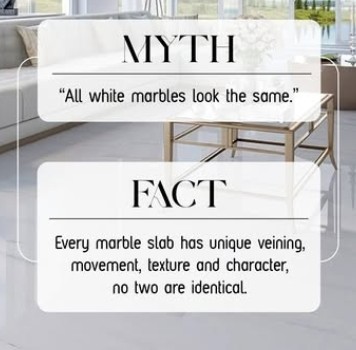 MYTH
“All white marbles look the same.”
FACT
Every marble slab has unique veining,
movement, texture and character,
no two are identical.